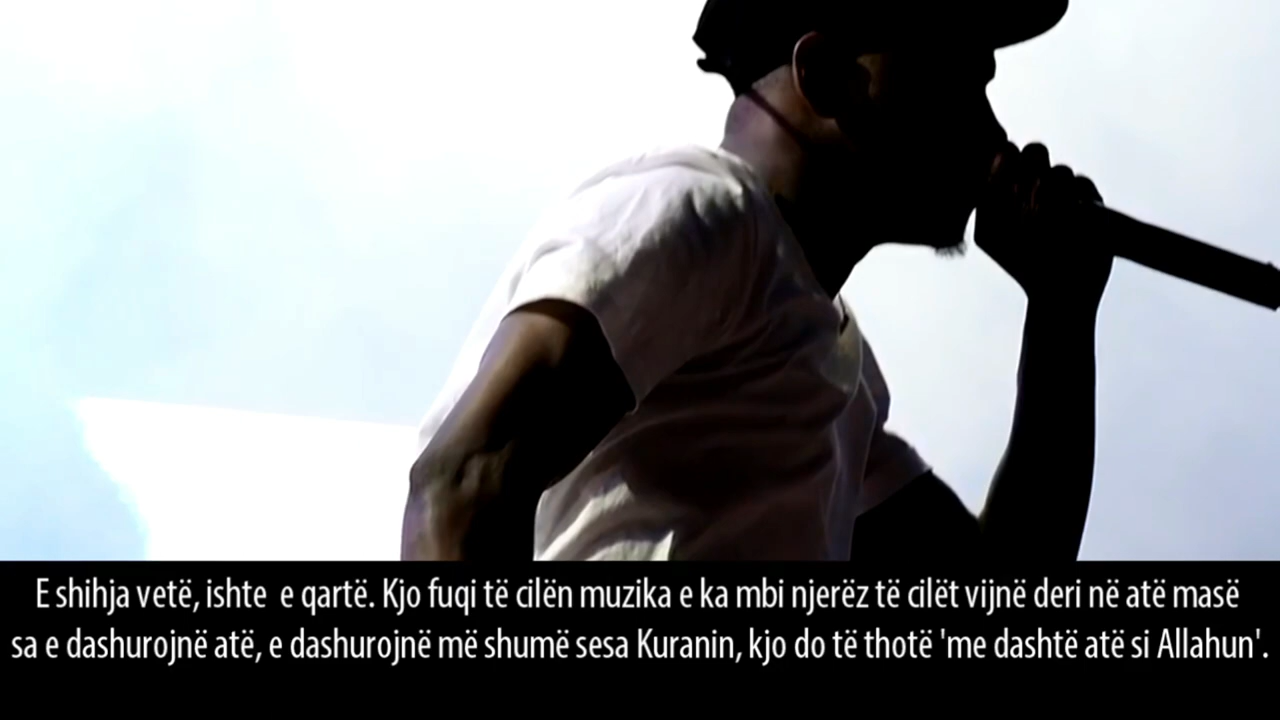 E shihja vetë, ishte  e qartë. Kjo fuqi të cilën muzika e ka mbi njerëz të cilët vijnë deri në atë masë
sa e dashurojnë atë, e dashurojnë më shumë sesa Kuranin, kjo do të thotë 'me dashtë atë si Allahun'.